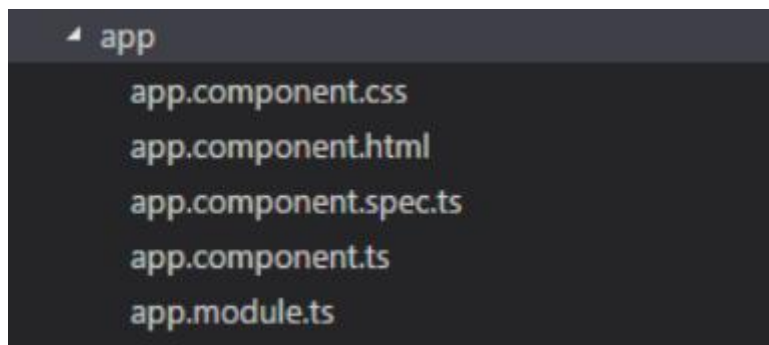 app
app.component.css
app.component.html
app.component.spec.ts
app.component.ts
app.module.ts